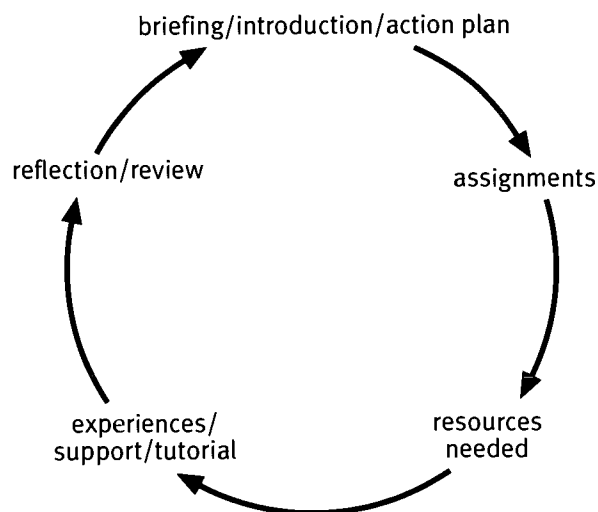 briefing/introduction/action plan
assignments
resources
needed
experiences/
support/tutorial
reflection/review